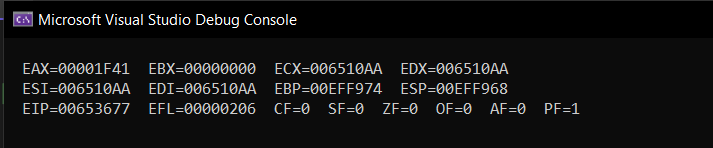 Microsoft Visual Studio Debug Console
EAX=00001F41 EBX=00000000 ECX=006510AA EDX=006510AA
ESI=006510AA EDI=006510AA EBP=00EFF974 ESP=00EFF968
EIP=00653677 EFL=00000206 CF=0 SF=0 ZF=0 OF=0 AF=0 PF=1